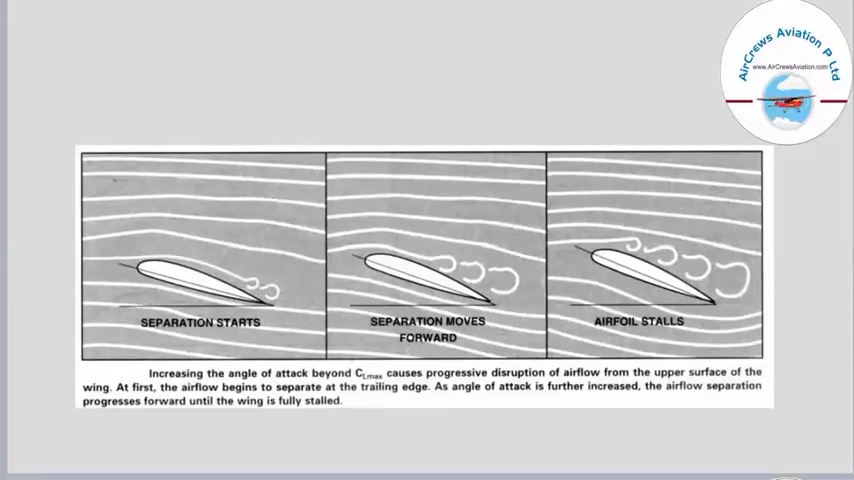 AirCrews Aviation P Ltd
www.AirCrewsAviation.com
SEPARATION STARTS
SEPARATION MOVES
FORWARD
AIRFOIL STALLS
Increasing the angle of attack beyond CLmax causes progressive disruption of airflow from the upper surface of the
wing. At first, the airflow begins to separate at the trailing edge. As angle of attack is further increased, the airflow separation
progresses forward until the wing is fully stalled.